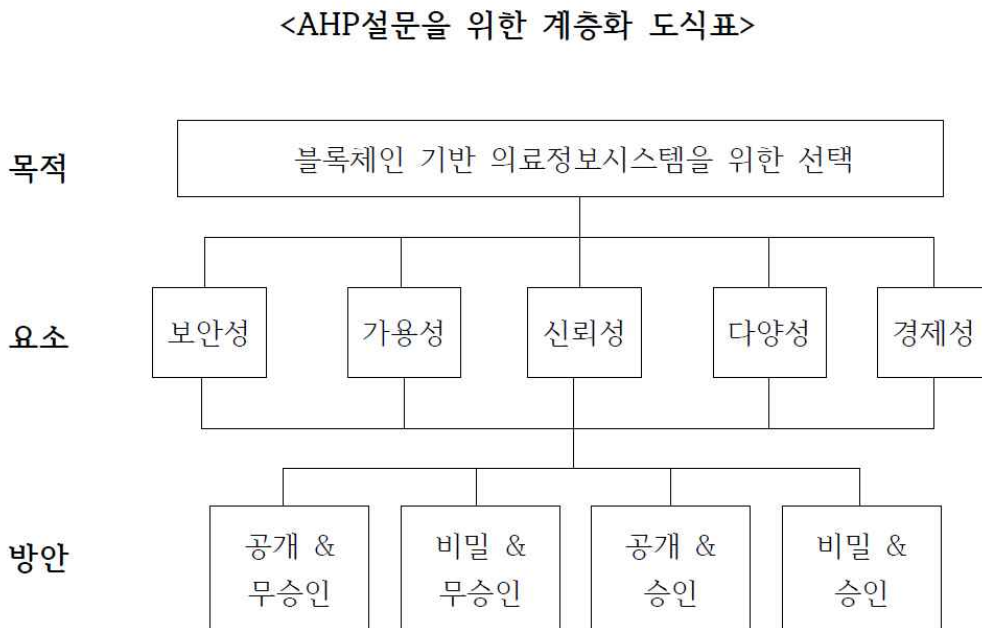 <AHP설문을 위한 계층화 도식표>
목적
블록체인 기반 의료정보시스템을 위한 선택
요소
보안성
가용성
신뢰성
다양성
경제성
방안
공개 &
무승인
비밀 &
무승인
공개 &
승인
비밀 &
승인